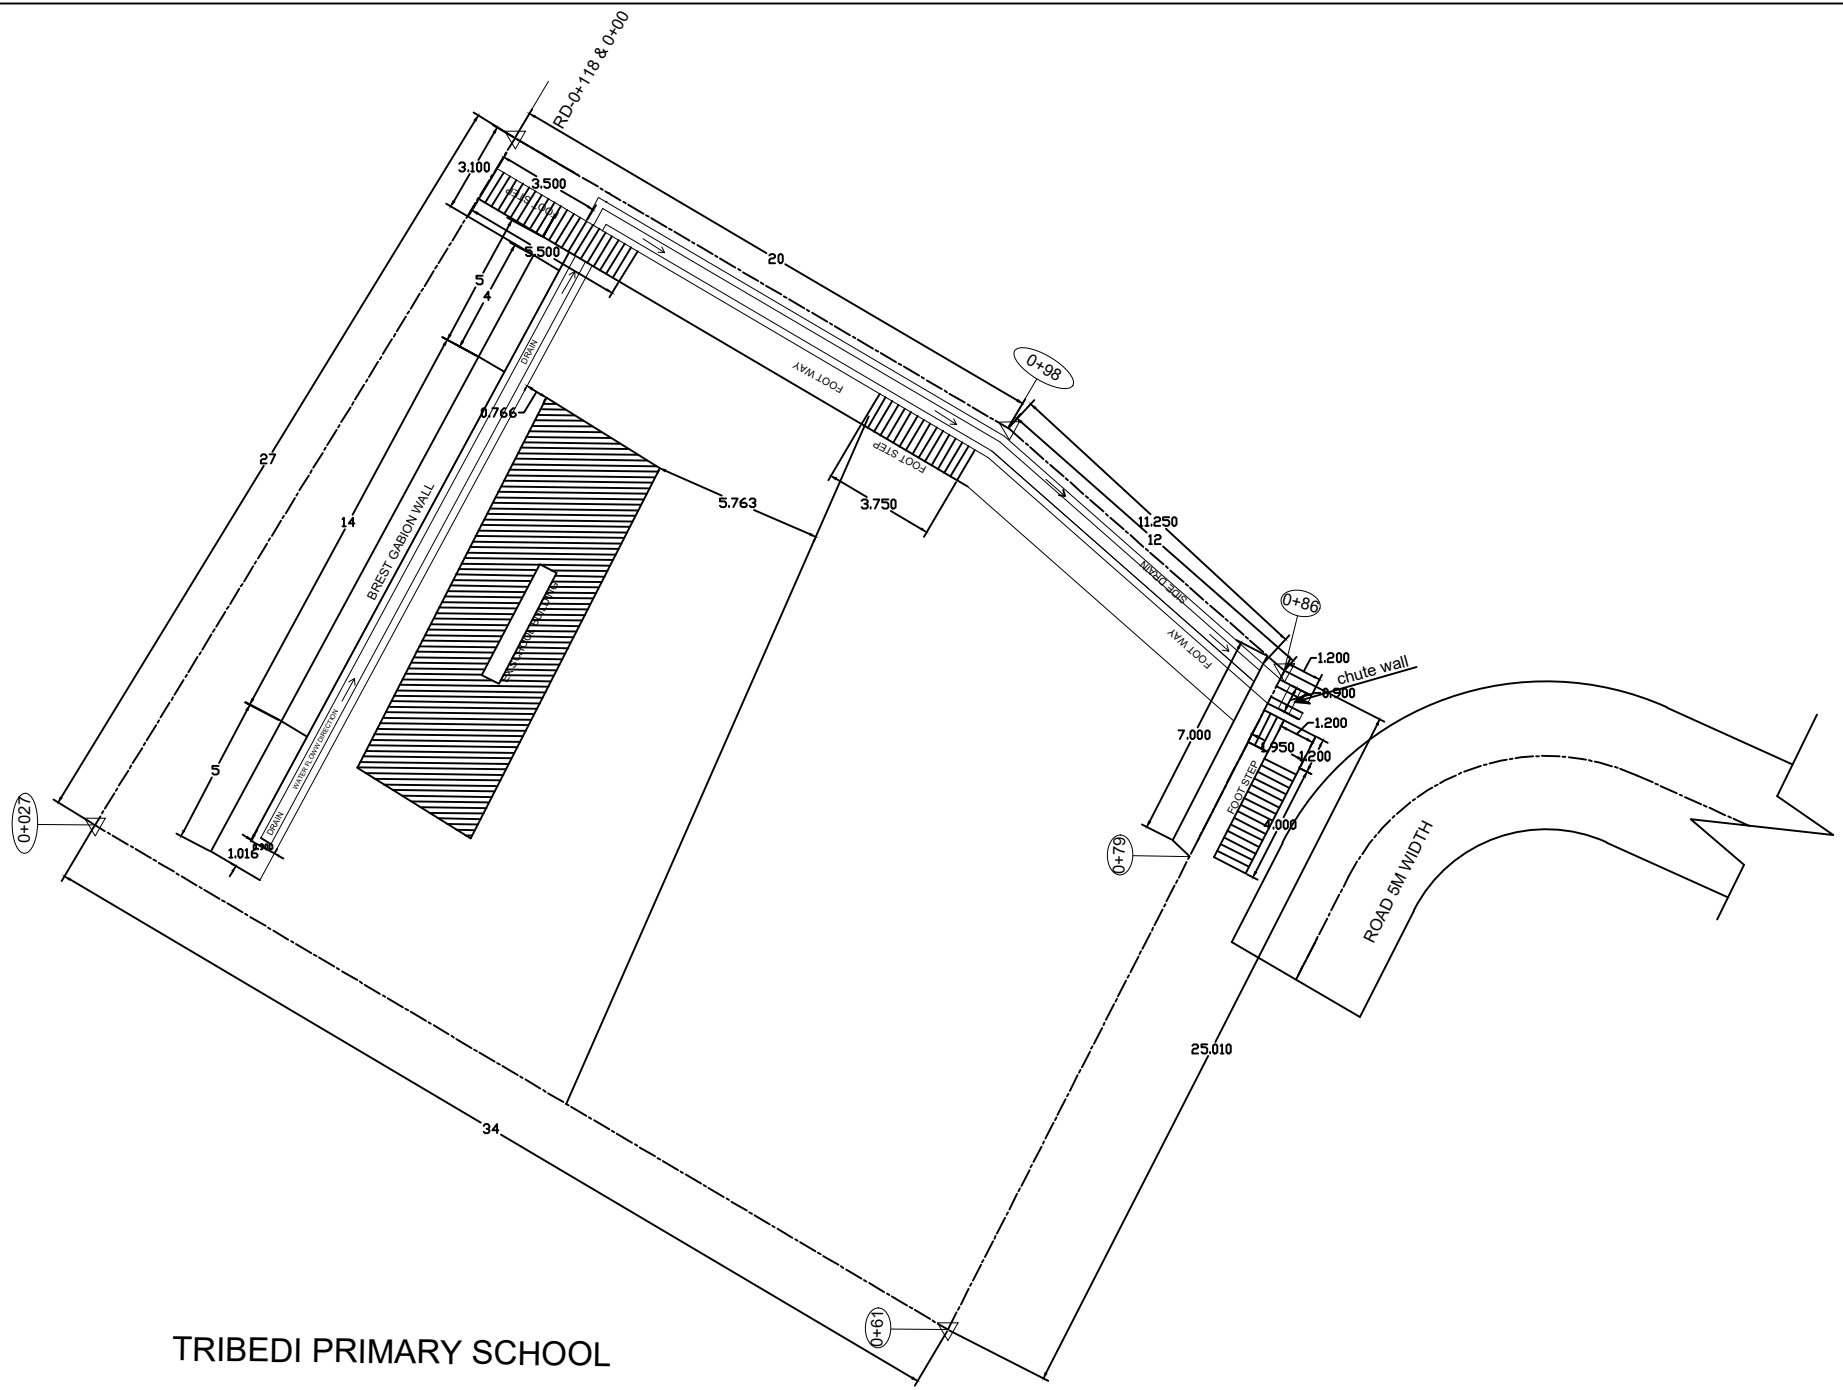 RD-0+118 & 0+00
3.100
3.500
FOOT STEP
5.500
20
5
4
DRAIN
0+98
FOOT WAY
0.766
27
FOOT STEP
5.763
3.750
14
BREST GABION WALL
11.250
12
SIDE DRAIN
0+86
FOOT WAY
1.200
chute wall
0.900
1.200
7.000
1.950
1.200
FOOT STEP
4.000
WATER FLOWW DIRECTION
5
DRAIN
0+027
1.016
0+79
ROAD 5M WIDTH
25.010
34
0+61
TRIBEDI PRIMARY SCHOOL